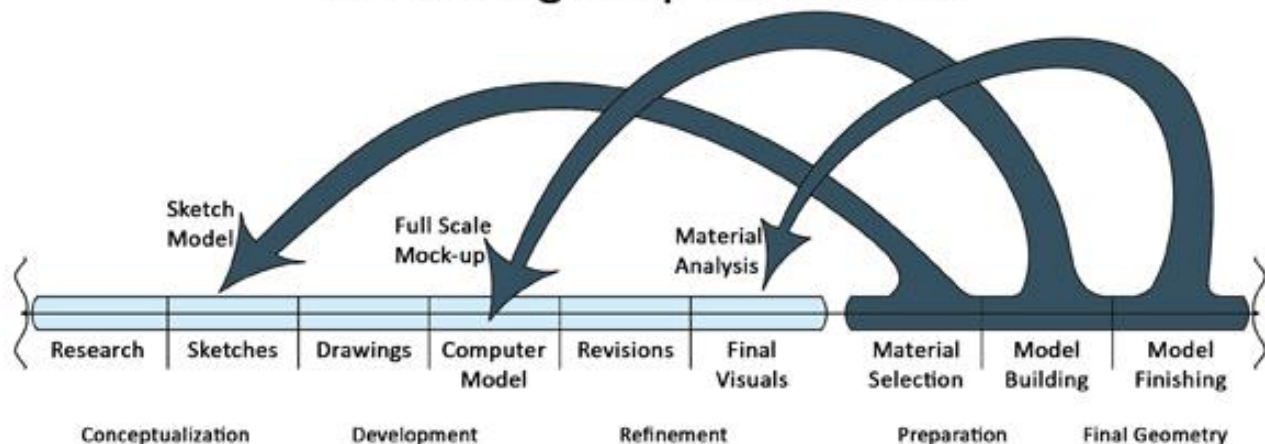 Sketch
Model
Full Scale
Mock-up
Material
Analysis
Research Sketches Drawings Computer Model Revisions Final Visuals Material Selection Model Building Model Finishing
Conceptualization Development Refinement Preparation Final Geometry